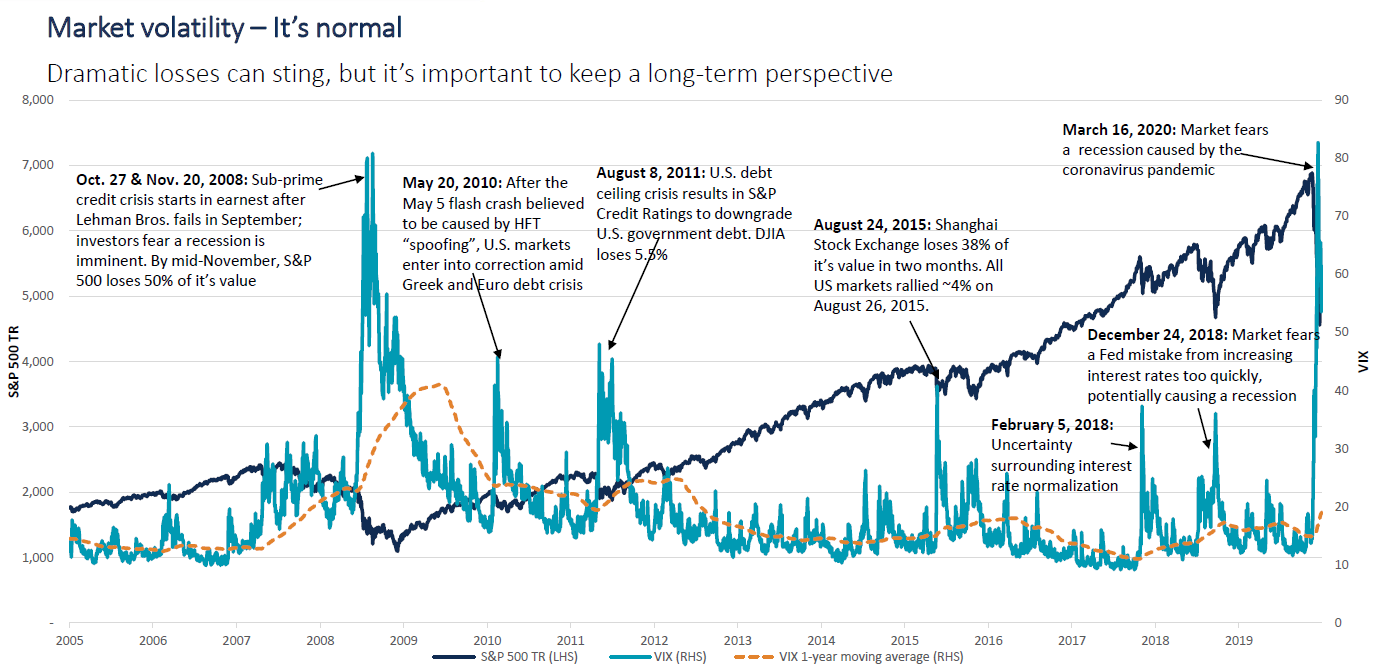 Market volatility – It’s normal
Dramatic losses can sting, but it’s important to keep a long-term perspective
8,000
7,000
6,000
5,000
4,000
3,000
2,000
1,000
-
S&P 500 TR
90
80
70
60
50
40
30
20
10
0
VIX
Oct. 27 & Nov. 20, 2008: Sub-prime
credit crisis starts in earnest after
Lehman Bros. fails in September;
investors fear a recession is
imminent. By mid-November, S&P
500 loses 50% of it’s value
May 20, 2010: After the
May 5 flash crash believed
to be caused by HFT
“spoofing”, U.S. markets
enter into correction amid
Greek and Euro debt crisis
August 8, 2011: U.S. debt
ceiling crisis results in S&P
Credit Ratings to downgrade
U.S. government debt. DJIA
loses 5.5%
August 24, 2015: Shanghai
Stock Exchange loses 38% of
it’s value in two months. All
US markets rallied ~4% on
August 26, 2015.
March 16, 2020: Market fears
a recession caused by the
coronavirus pandemic
December 24, 2018: Market fears
a Fed mistake from increasing
interest rates too quickly,
potentially causing a recession
February 5, 2018:
Uncertainty
surrounding interest
rate normalization
2005 2006 2007 2008 2009 2010 2011 2012 2013 2014 2015 2016 2017 2018 2019
S&P 500 TR (LHS) VIX (RHS) VIX 1-year moving average (RHS)